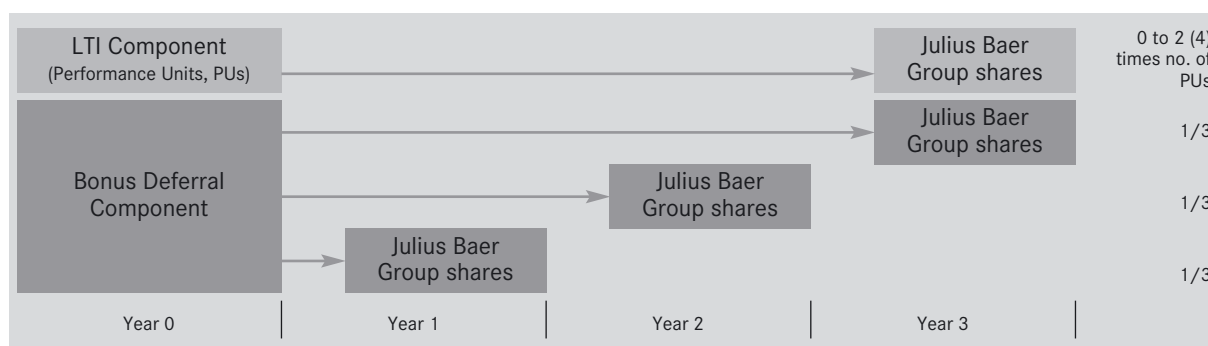 LTI Component
(Performance Units, PUs)
Julius Baer
Group shares
0 to 2 (4)
times no. of
PUs
Bonus Deferral
Component
Julius Baer
Group shares
1/3
Julius Baer
Group shares
1/3
Julius Baer
Group shares
1/3
Year 0
Year 1
Year 2
Year 3